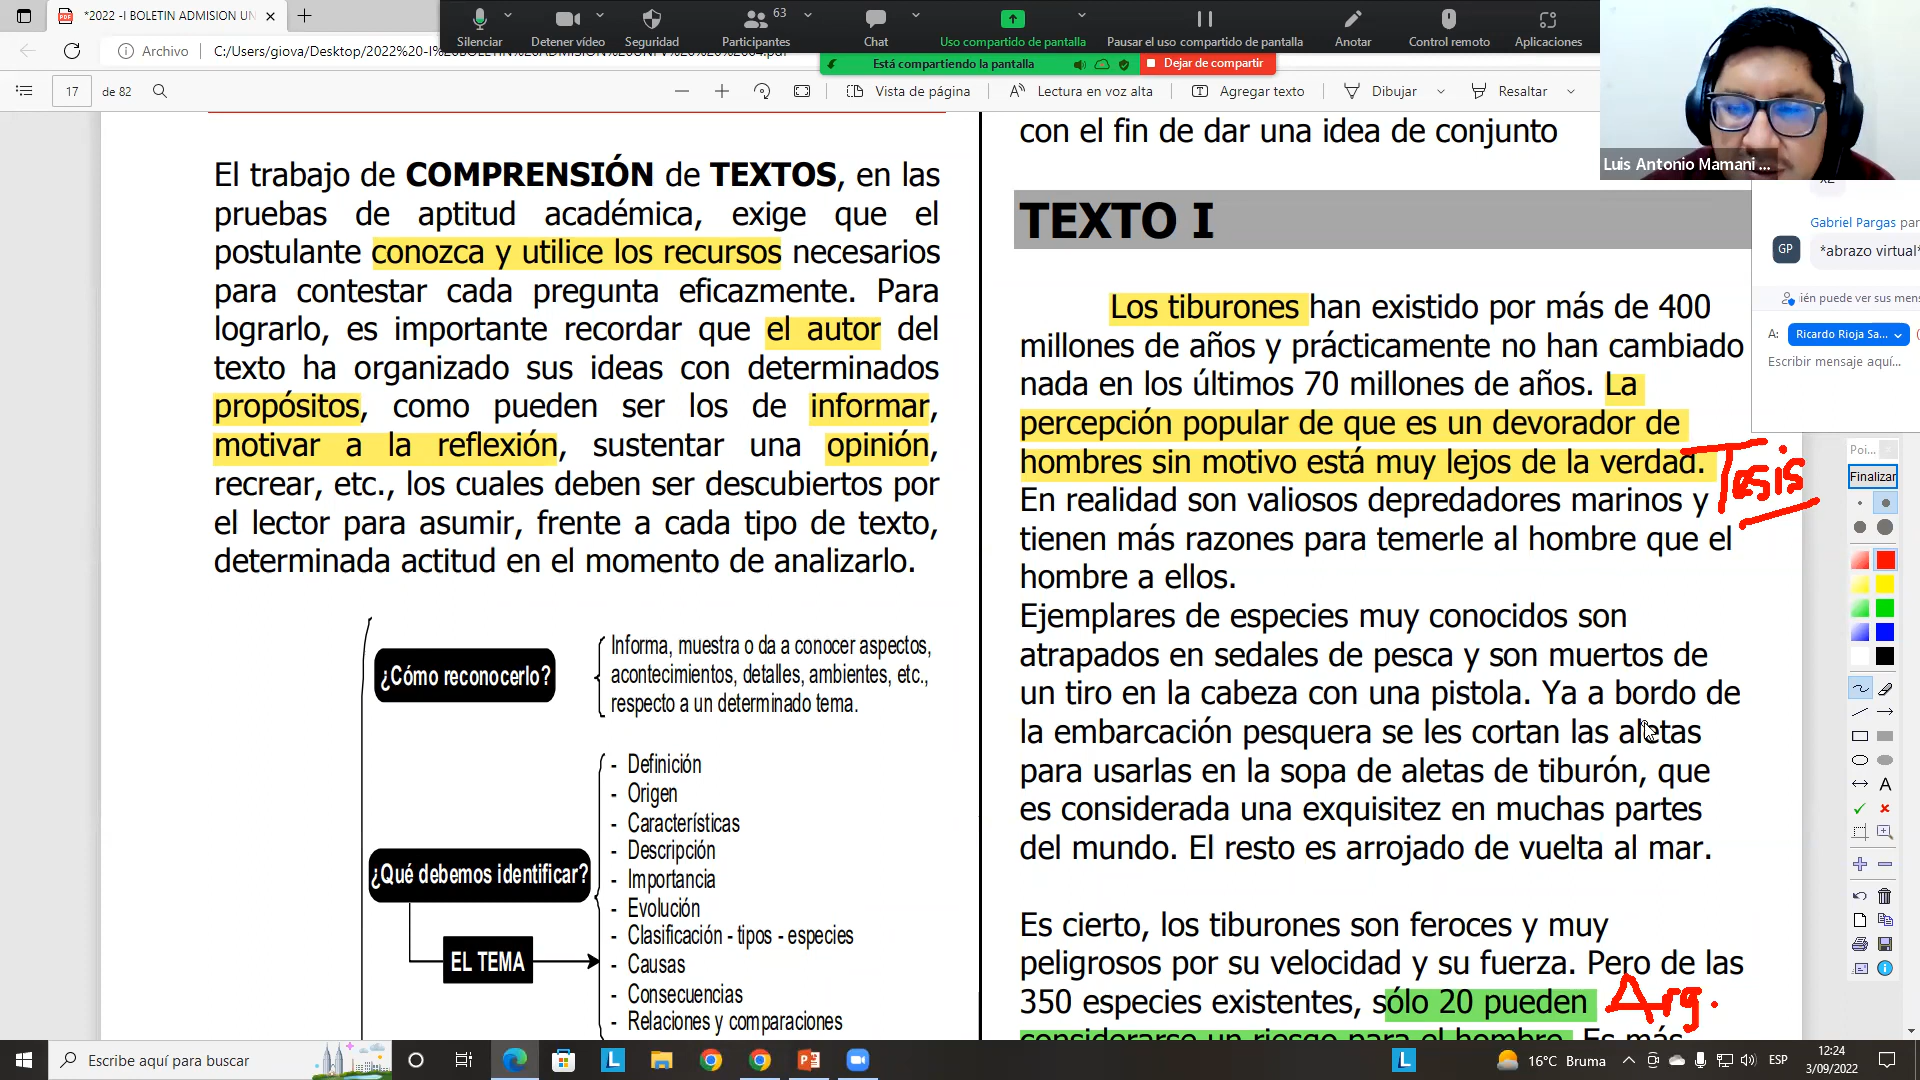 *2022 -I BOLETIN ADMISION UN
Silenciar
Detener vídeo
Seguridad
63
Participantes
Chat
Uso compartido de pantalla
Pausar el uso compartido de pantalla
Anotar
Control remoto
Aplicaciones
Archivo
Está compartiendo la pantalla
Dejar de compartir
17
de 82
Vista de página
Lectura en voz alta
Agregar texto
Dibujar
Resaltar
Luis Antonio Mamani ...
El trabajo de COMPRENSIÓN de TEXTOS, en las
pruebas de aptitud académica, exige que el
postulante conozca y utilice los recursos necesarios
para contestar cada pregunta eficazmente. Para
lograrlo, es importante recordar que el autor del
texto ha organizado sus ideas con determinados
propósitos, como pueden ser los de informar,
motivar a la reflexión, sustentar una opinión,
recrear, etc., los cuales deben ser descubiertos por
el lector para asumir, frente a cada tipo de texto,
determinada actitud en el momento de analizarlo.
¿Cómo reconocerlo?
Informa, muestra o da a conocer aspectos,
acontecimientos, detalles, ambientes, etc.,
respecto a un determinado tema.
¿Qué debemos identificar?
EL TEMA
- Definición
- Origen
- Características
- Descripción
- Importancia
- Evolución
- Clasificación - tipos - especies
- Causas
- Consecuencias
- Relaciones y comparaciones
con el fin de dar una idea de conjunto
TEXTO I
Los tiburones han existido por más de 400
millones de años y prácticamente no han cambiado
nada en los últimos 70 millones de años. La
percepción popular de que es un devorador de
hombres sin motivo está muy lejos de la verdad.
Tesis
En realidad son valiosos depredadores marinos y
tienen más razones para temerle al hombre que el
hombre a ellos.
Ejemplares de especies muy conocidos son
atrapados en sedales de pesca y son muertos de
un tiro en la cabeza con una pistola. Ya a bordo de
la embarcación pesquera se les cortan las aletas
para usarlas en la sopa de aletas de tiburón, que
es considerada una exquisitez en muchas partes
del mundo. El resto es arrojado de vuelta al mar.
Es cierto, los tiburones son feroces y muy
peligrosos por su velocidad y su fuerza. Pero de las
350 especies existentes, sólo 20 pueden
Arg.
considerarse un riesgo para el hombre. Es más
Gabriel Pargas par
GP
*abrazo virtual*
ién puede ver sus mens
A:
Ricardo Rioja Sa...
Escribir mensaje aquí...
Poi...
Finalizar
Escribe aquí para buscar
16°C Bruma
ESP
12:24
3/09/2022